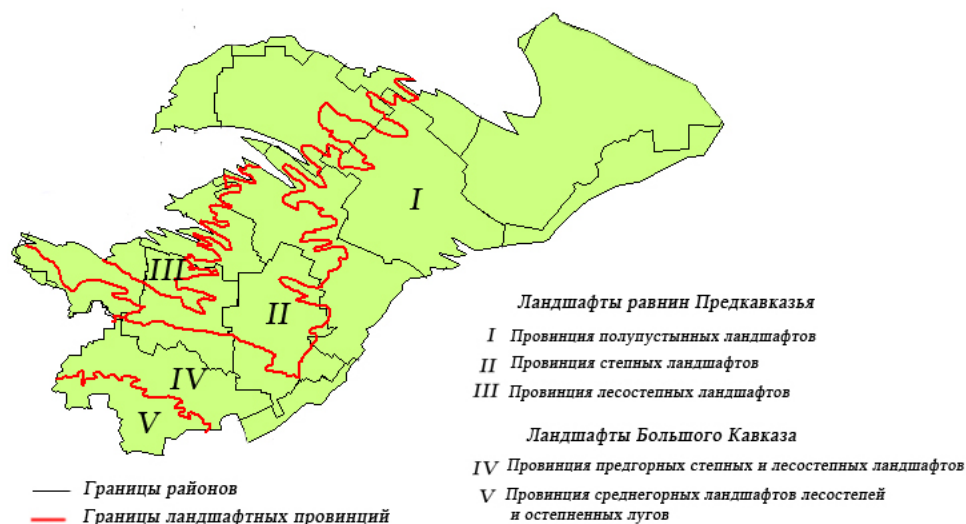 I
III
II
IV
V
Ландшафты равнин Предкавказья
I Провинция полупустынных ландшафтов
II Провинция степных ландшафтов
III Провинция лесостепных ландшафтов
Ландшафты Большого Кавказа
IV Провинция предгорных степных и лесостепных ландшафтов
V Провинция среднегорных ландшафтов лесостепей
и остепненных лугов
Границы районов
Границы ландшафтных провинций